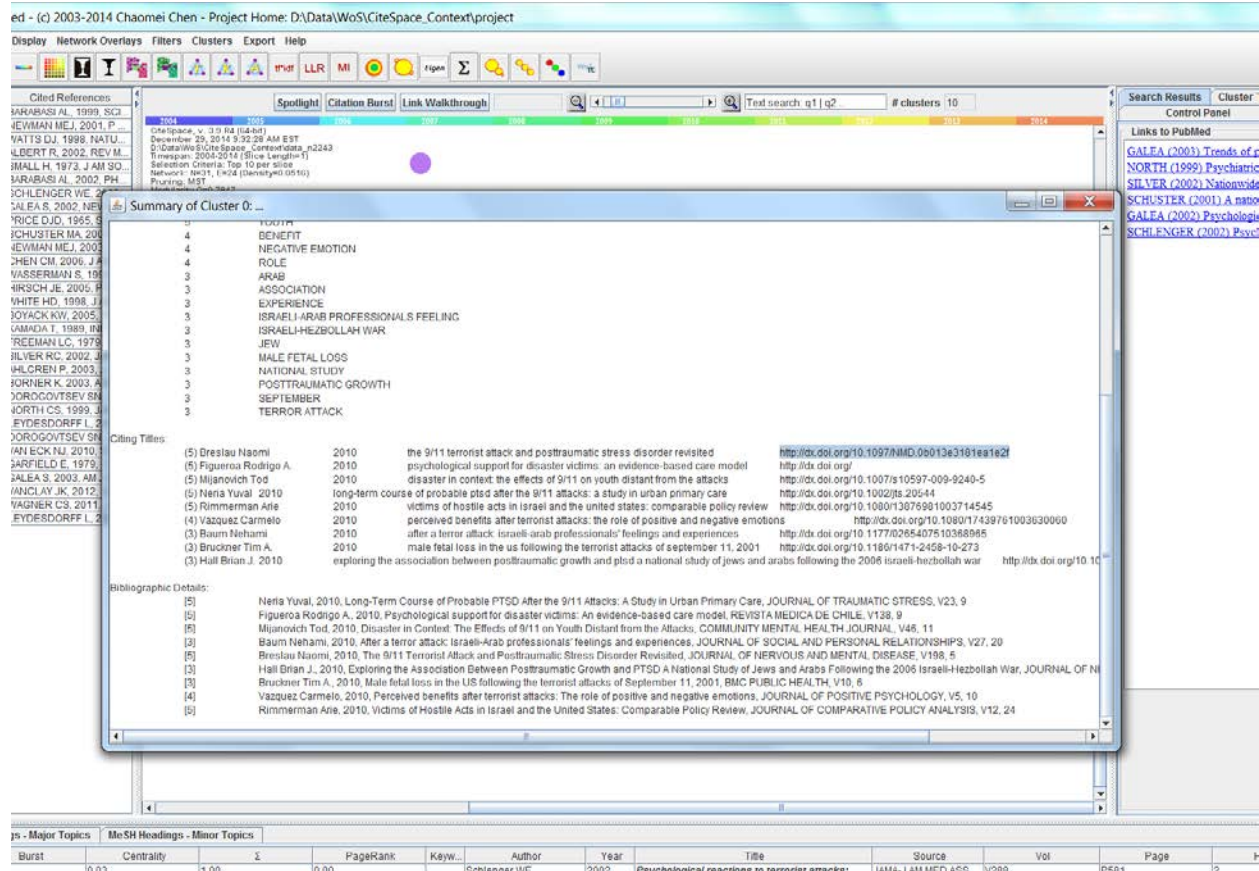 ed - (c) 2003-2014 Chaomei Chen - Project Home: D:\Data\WoS\CiteSpace_Context\project
Display Network Overlays Filters Clusters Export Help
tf*idf LLR MI Σ
Cited References
BARABASI AL, 1999, SCI...
NEWMAN MEJ, 2001, P ...
WATTS DJ, 1998, NATU...
ALBERT R, 2002, REV M...
SMALL H, 1973, J AM SO...
BARABASI AL, 2002, PH...
SCHLENGER WE, 2
GALEA S, 2002, NEW
PRICE DJD, 1965, S
SCHUSTER MA, 200
NEWMAN MEJ, 2003
CHEN CM, 2006, J A
WASSERMAN S, 199
HIRSCH JE, 2005, P
WHITE HD, 1998, J
BOYACK KW, 2005,
KAMADA T, 1989, IN
FREEMAN LC, 1979
SILVER RC, 2002, J
AHLGREN P, 2003,
BORNER K, 2003, A
DOROGOVTSEV SN
NORTH CS, 1999, J
LEYDESDORFF L, 2
DOROGOVTSEV SN
VAN ECK NJ, 2010,
GARFIELD E, 1979,
GALEA S, 2003, AM
VANCLAY JK, 2012,
WAGNER CS, 2011
LEYDESDORFF L, 2
Spotlight Citation Burst Link Walkthrough Text search: q1 | q2... # clusters 10
2004 2005 2006 2007 2008 2009 2010 2011 2012 2013 2014
CiteSpace, v. 3.9.R4 (64-bit)
December 29, 2014 9:32:28 AM EST
D:\Data\WoS\CiteSpace_Context\data_n2243
Timespan: 2004-2014 (Slice Length=1)
Selection Criteria: Top 10 per slice
Network: N=31, E=24 (Density=0.0516)
Pruning: MST
Search Results Cluster
Control Panel
Links to PubMed
GALEA (2003) Trends of p
NORTH (1999) Psychiatric
SILVER (2002) Nationwide
SCHUSTER (2001) A natio
GALEA (2002) Psychologic
SCHLENGER (2002) Psych
Summary of Cluster 0: ...
5 YOUTH
4 BENEFIT
4 NEGATIVE EMOTION
4 ROLE
3 ARAB
3 ASSOCIATION
3 EXPERIENCE
3 ISRAELI-ARAB PROFESSIONALS FEELING
3 ISRAELI-HEZBOLLAH WAR
3 JEW
3 MALE FETAL LOSS
3 NATIONAL STUDY
3 POSTTRAUMATIC GROWTH
3 SEPTEMBER
3 TERROR ATTACK
Citing Titles:
(5) Breslau Naomi 2010 the 9/11 terrorist attack and posttraumatic stress disorder revisited http://dx.doi.org/10.1097/NMD.0b013e3181ea1e2f
(5) Figueroa Rodrigo A. 2010 psychological support for disaster victims: an evidence-based care model http://dx.doi.org/
(5) Mijanovich Tod 2010 disaster in context: the effects of 9/11 on youth distant from the attacks http://dx.doi.org/10.1007/s10597-009-9240-5
(5) Neria Yuval 2010 long-term course of probable ptsd after the 9/11 attacks: a study in urban primary care http://dx.doi.org/10.1002/jts.20544
(5) Rimmerman Arie 2010 victims of hostile acts in israel and the united states: comparable policy review http://dx.doi.org/10.1080/13876981003714545
(4) Vazquez Carmelo 2010 perceived benefits after terrorist attacks: the role of positive and negative emotions http://dx.doi.org/10.1080/17439761003630060
(3) Baum Nehami 2010 after a terror attack: israeli-arab professionals' feelings and experiences http://dx.doi.org/10.1177/0265407510368965
(3) Bruckner Tim A. 2010 male fetal loss in the us following the terrorist attacks of september 11, 2001 http://dx.doi.org/10.1186/1471-2458-10-273
(3) Hall Brian J. 2010 exploring the association between posttraumatic growth and ptsd a national study of jews and arabs following the 2006 israeli-hezbollah war http://dx.doi.org/10.10
Bibliographic Details:
[5] Neria Yuval, 2010, Long-Term Course of Probable PTSD After the 9/11 Attacks: A Study in Urban Primary Care, JOURNAL OF TRAUMATIC STRESS, V23, 9
[5] Figueroa Rodrigo A., 2010, Psychological support for disaster victims: An evidence-based care model, REVISTA MEDICA DE CHILE, V138, 9
[5] Mijanovich Tod, 2010, Disaster in Context: The Effects of 9/11 on Youth Distant from the Attacks, COMMUNITY MENTAL HEALTH JOURNAL, V46, 11
[3] Baum Nehami, 2010, After a terror attack: Israeli-Arab professionals' feelings and experiences, JOURNAL OF SOCIAL AND PERSONAL RELATIONSHIPS, V27, 20
[5] Breslau Naomi, 2010, The 9/11 Terrorist Attack and Posttraumatic Stress Disorder Revisited, JOURNAL OF NERVOUS AND MENTAL DISEASE, V198, 5
[3] Hall Brian J., 2010, Exploring the Association Between Posttraumatic Growth and PTSD A National Study of Jews and Arabs Following the 2006 Israeli-Hezbollah War, JOURNAL OF N
[3] Bruckner Tim A., 2010, Male fetal loss in the US following the terrorist attacks of September 11, 2001, BMC PUBLIC HEALTH, V10, 6
[4] Vazquez Carmelo, 2010, Perceived benefits after terrorist attacks: The role of positive and negative emotions, JOURNAL OF POSITIVE PSYCHOLOGY, V5, 10
[5] Rimmerman Arie, 2010, Victims of Hostile Acts in Israel and the United States: Comparable Policy Review, JOURNAL OF COMPARATIVE POLICY ANALYSIS, V12, 24
gs - Major Topics MeSH Headings - Minor Topics
Burst Centrality Σ PageRank Keyw... Author Year Title Source Vol Page H
0.03 1.00 0.00 Schlenger WE 2002 Psychological reactions to terrorist attacks: